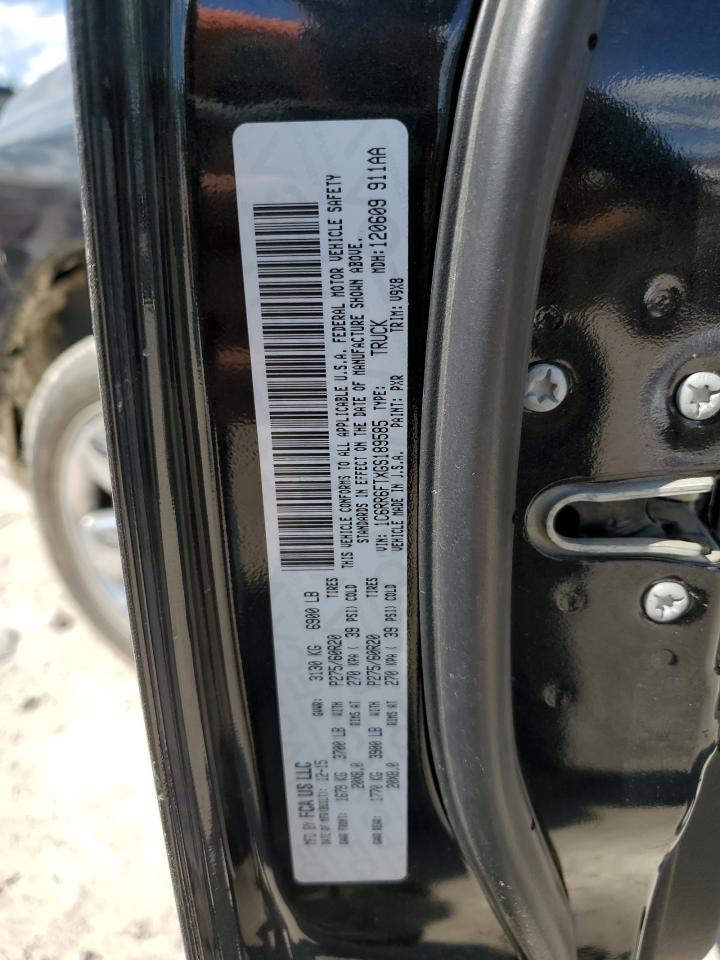 MFD BY FCA US LLC
DATE OF MFR(BUILT): 12-15
GVWR: 3130 KG 6900 LB
GAWR FRONT: 1679 KG 3700 LB WITH P275/60R20 TIRES
20X8.0 RIMS AT 270 KPA ( 39 PSI) COLD
GAWR REAR: 1770 KG 3900 LB WITH P275/60R20 TIRES
20X8.0 RIMS AT 270 KPA ( 39 PSI) COLD
THIS VEHICLE CONFORMS TO ALL APPLICABLE U.S.A. FEDERAL MOTOR VEHICLE SAFETY
STANDARDS IN EFFECT ON THE DATE OF MANUFACTURE SHOWN ABOVE.
VIN: 1C6RR6FTXGS189585 TYPE: TRUCK MDH:120609 911AA
VEHICLE MADE IN U.S.A. PAINT: PXR TRIM: V9X8